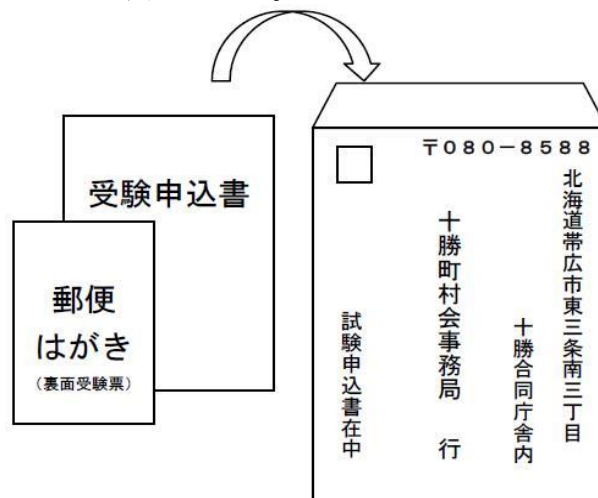 受験申込書
郵便
はがき
（裏面受験票）
〒０８０－８５８８
北海道帯広市東三条南三丁目
十勝合同庁舎内
十勝町村会事務局　行
試験申込書在中